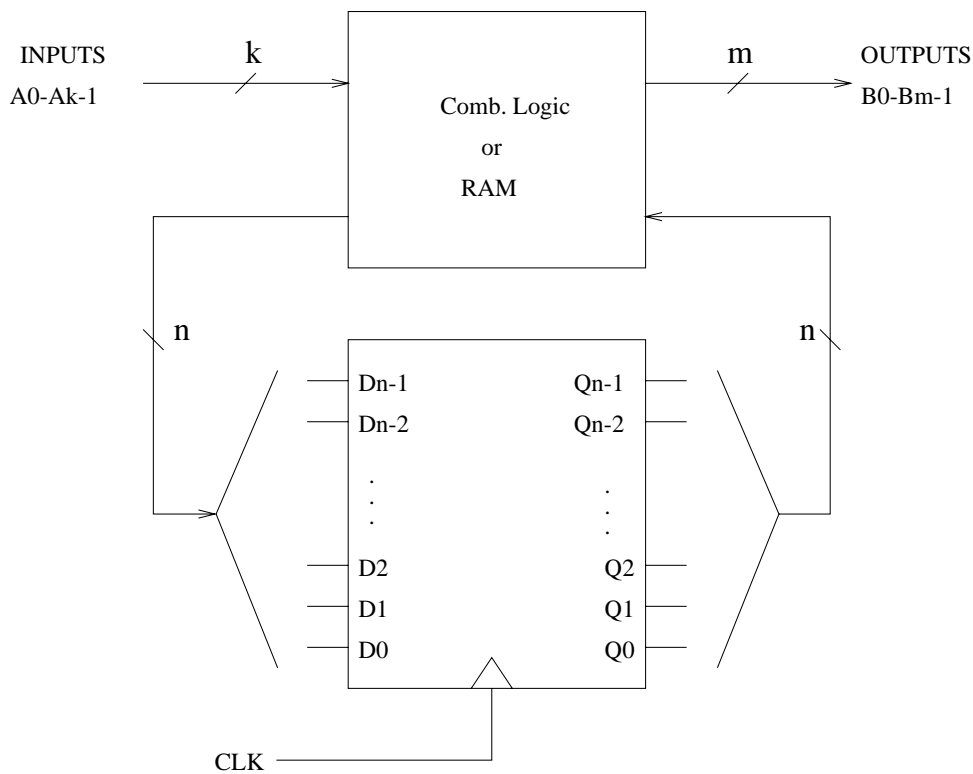 INPUTS
k
A0-Ak-1
m
OUTPUTS
B0-Bm-1
Comb. Logic
or
RAM
n
n
Dn-1
Dn-2
.
.
.
D2
D1
D0
Qn-1
Qn-2
.
.
.
Q2
Q1
Q0
CLK